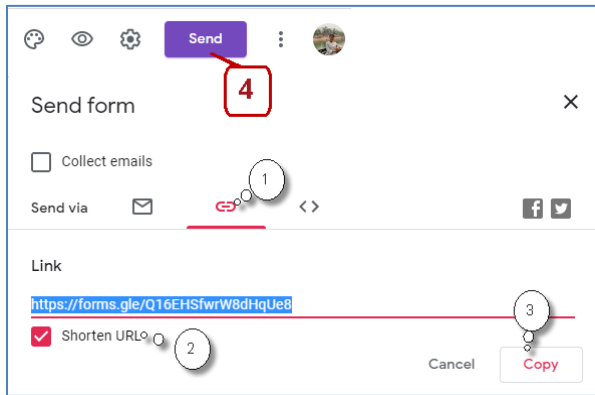 Send
4
Send form
Collect emails
1
Send via
Link
https://forms.gle/Q16EHSfwrW8dHqUe8
3
Shorten URL
2
Cancel
Copy